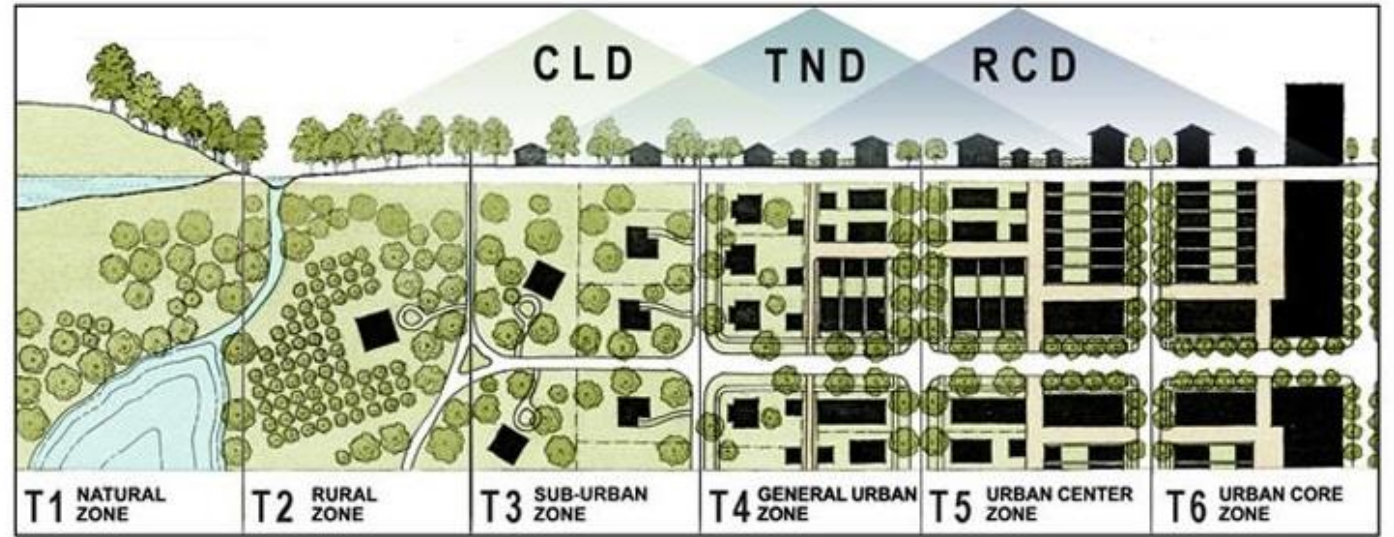 CLD TND RCD
T1 NATURAL ZONE
T2 RURAL ZONE
T3 SUB-URBAN ZONE
T4 GENERAL URBAN ZONE
T5 URBAN CENTER ZONE
T6 URBAN CORE ZONE